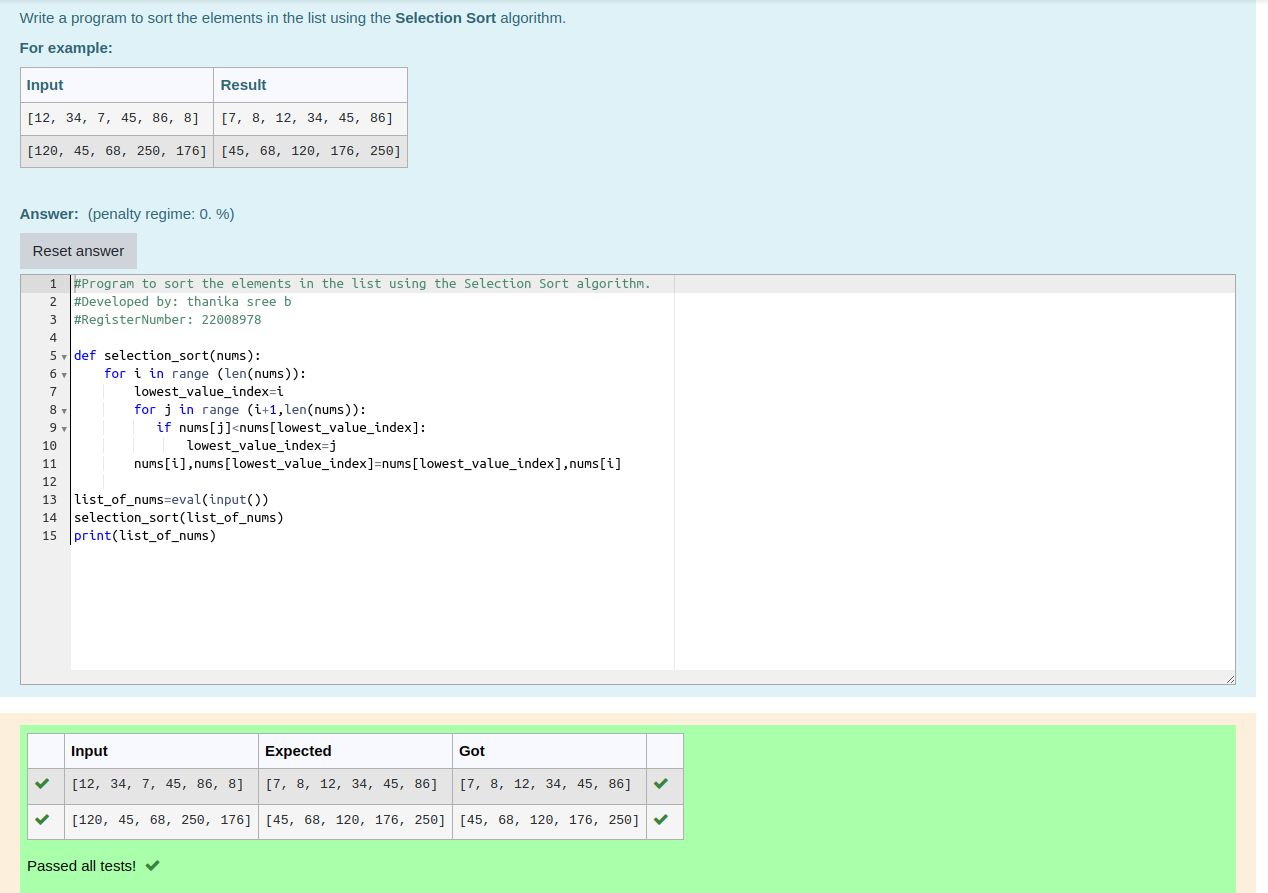 Write a program to sort the elements in the list using the Selection Sort algorithm.
For example:
Input Result
[12, 34, 7, 45, 86, 8] [7, 8, 12, 34, 45, 86]
[120, 45, 68, 250, 176] [45, 68, 120, 176, 250]
Answer: (penalty regime: 0. %)
Reset answer
1 #Program to sort the elements in the list using the Selection Sort algorithm.
2 #Developed by: thanika sree b
3 #RegisterNumber: 22008978
4
5 def selection_sort(nums):
6     for i in range (len(nums)):
7         lowest_value_index=i
8         for j in range (i+1,len(nums)):
9            if nums[j]<nums[lowest_value_index]:
10                lowest_value_index=j
11         nums[i],nums[lowest_value_index]=nums[lowest_value_index],nums[i]
12
13 list_of_nums=eval(input())
14 selection_sort(list_of_nums)
15 print(list_of_nums)
Input Expected Got
[12, 34, 7, 45, 86, 8] [7, 8, 12, 34, 45, 86] [7, 8, 12, 34, 45, 86]
[120, 45, 68, 250, 176] [45, 68, 120, 176, 250] [45, 68, 120, 176, 250]
Passed all tests!